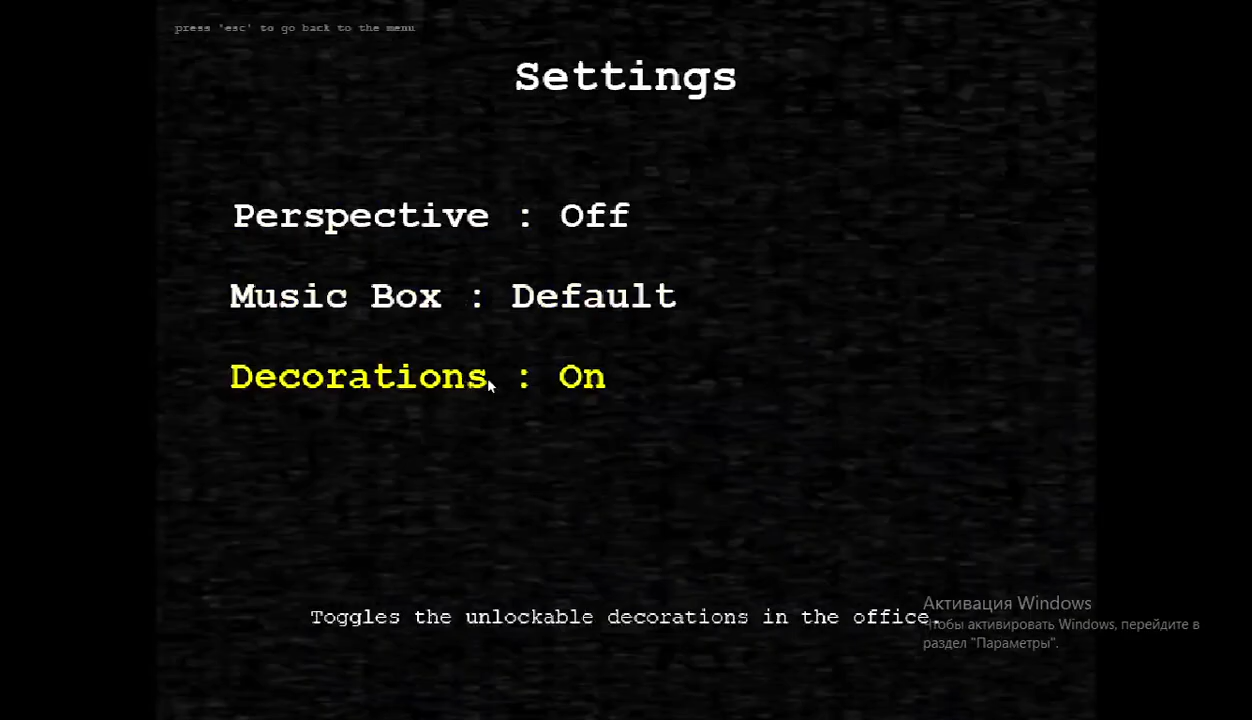 press 'esc' to go back to the menu
Settings
Perspective : Off
Music Box : Default
Decorations : On
Toggles the unlockable decorations in the office.
Активация Windows
Чтобы активировать Windows, перейдите в
раздел "Параметры".